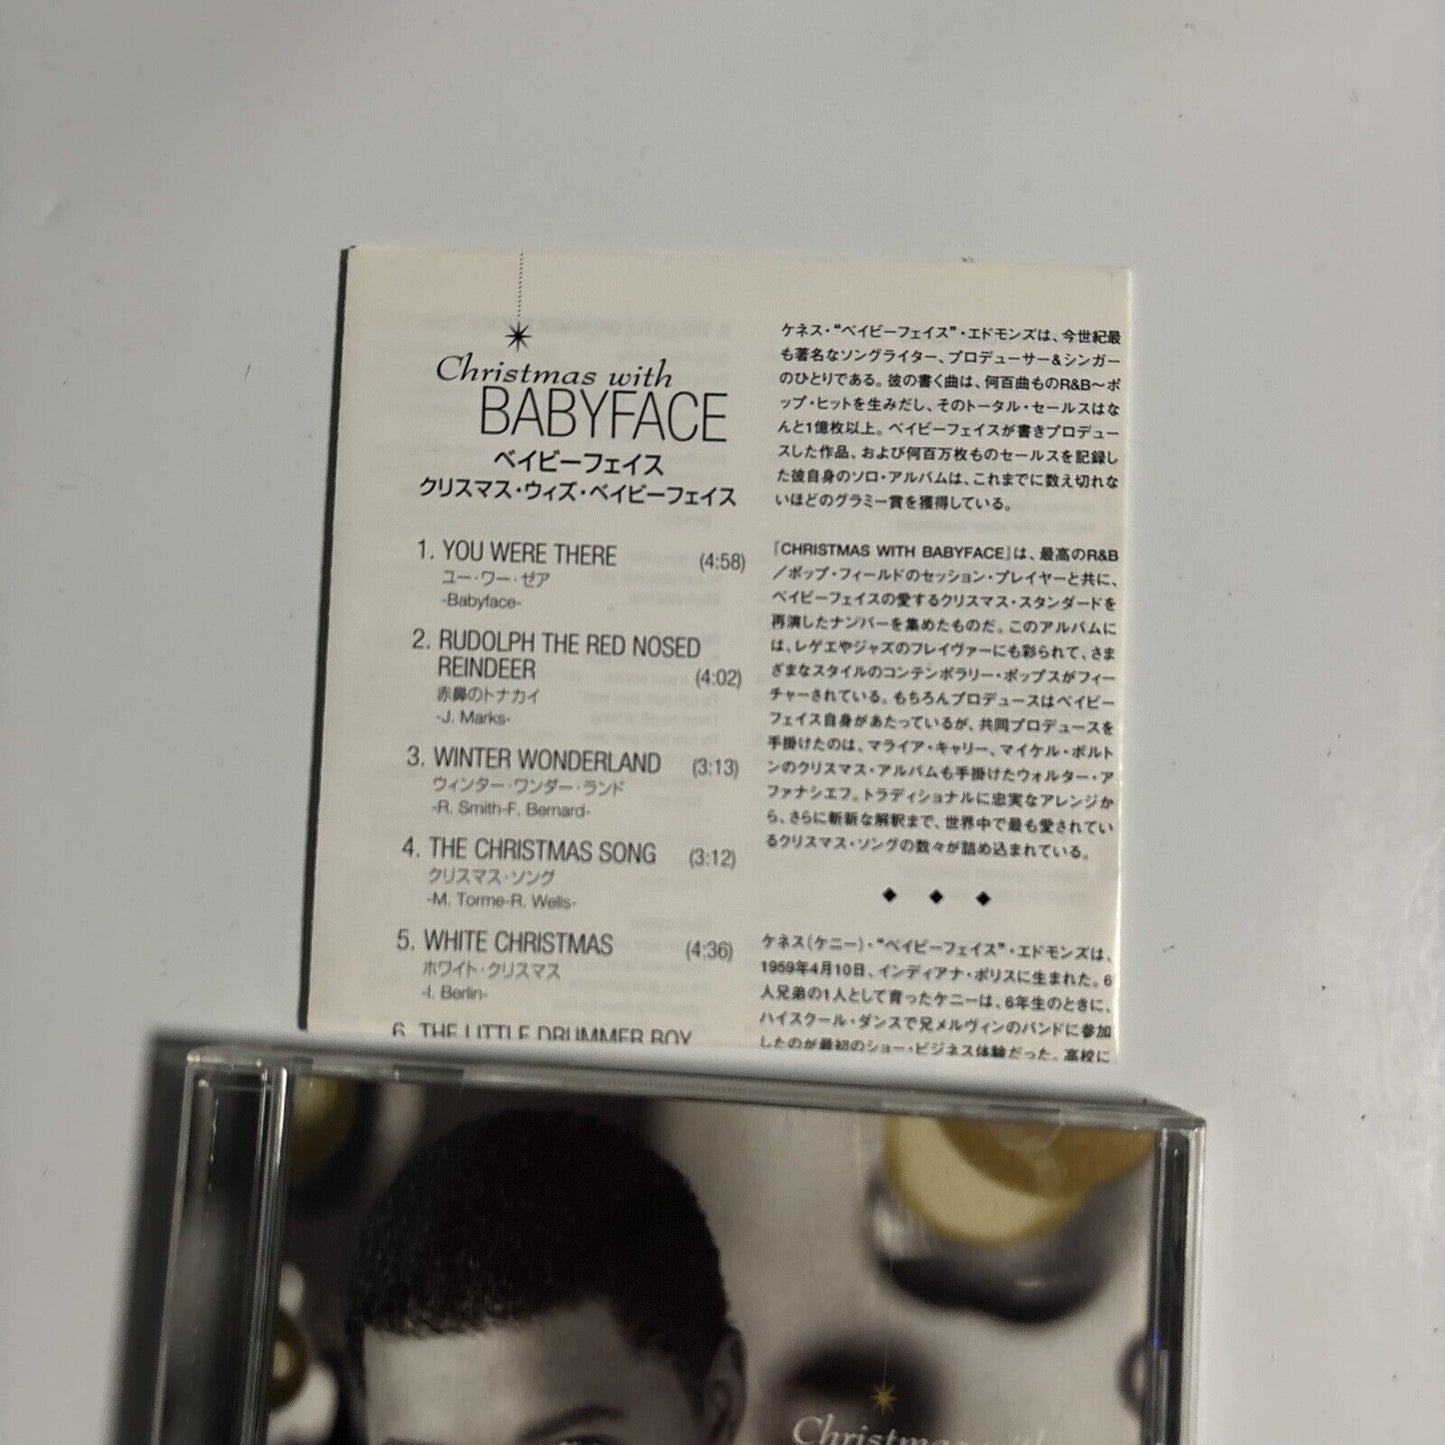 Christmas with
BABYFACE
ベイビーフェイス
クリスマス・ウィズ・ベイビーフェイス
1. YOU WERE THERE (4:58)
ユー・ワー・ゼア
-Babyface-
2. RUDOLPH THE RED NOSED
REINDEER (4:02)
赤鼻のトナカイ
-J. Marks-
3. WINTER WONDERLAND (3:13)
ウィンター・ワンダー・ランド
-R. Smith-F. Bernard-
4. THE CHRISTMAS SONG (3:12)
クリスマス・ソング
-M. Torme-R. Wells-
5. WHITE CHRISTMAS (4:36)
ホワイト・クリスマス
-I. Berlin-
6. THE LITTLE DRUMMER BOY
ケネス・“ベイビーフェイス”・エドモンズは、今世紀最
も著名なソングライター、プロデューサー&シンガー
のひとりである。彼の書く曲は、何百曲ものR&B〜ポ
ップ・ヒットを生みだし、そのトータル・セールスはな
んと1億枚以上。ベイビーフェイスが書きプロデュー
スした作品、および何百万枚ものセールスを記録し
た彼自身のソロ・アルバムは、これまでに数え切れな
いほどのグラミー賞を獲得している。
『CHRISTMAS WITH BABYFACE』は、最高のR&B
／ポップ・フィールドのセッション・プレイヤーと共に、
ベイビーフェイスの愛するクリスマス・スタンダードを
再演したナンバーを集めたものだ。このアルバムに
は、レゲエやジャズのフレイヴァーにも彩られて、さま
ざまなスタイルのコンテンポラリー・ポップスがフィー
チャーされている。もちろんプロデュースはベイビー
フェイス自身があたっているが、共同プロデュースを
手掛けたのは、マライア・キャリー、マイケル・ボルト
ンのクリスマス・アルバムも手掛けたウォルター・ア
ファナシエフ。トラディショナルに忠実なアレンジか
ら、さらに斬新な解釈まで、世界中で最も愛されてい
るクリスマス・ソングの数々が詰め込まれている。
ケネス（ケニー）・“ベイビーフェイス”・エドモンズは、
1959年4月10日、インディアナ・ポリスに生まれた。6
人兄弟の1人として育ったケニーは、6年生のときに、
ハイスクール・ダンスで兄メルヴィンのバンドに参加
したのが最初のショー・ビジネス体験だった。高校に
Christmas with